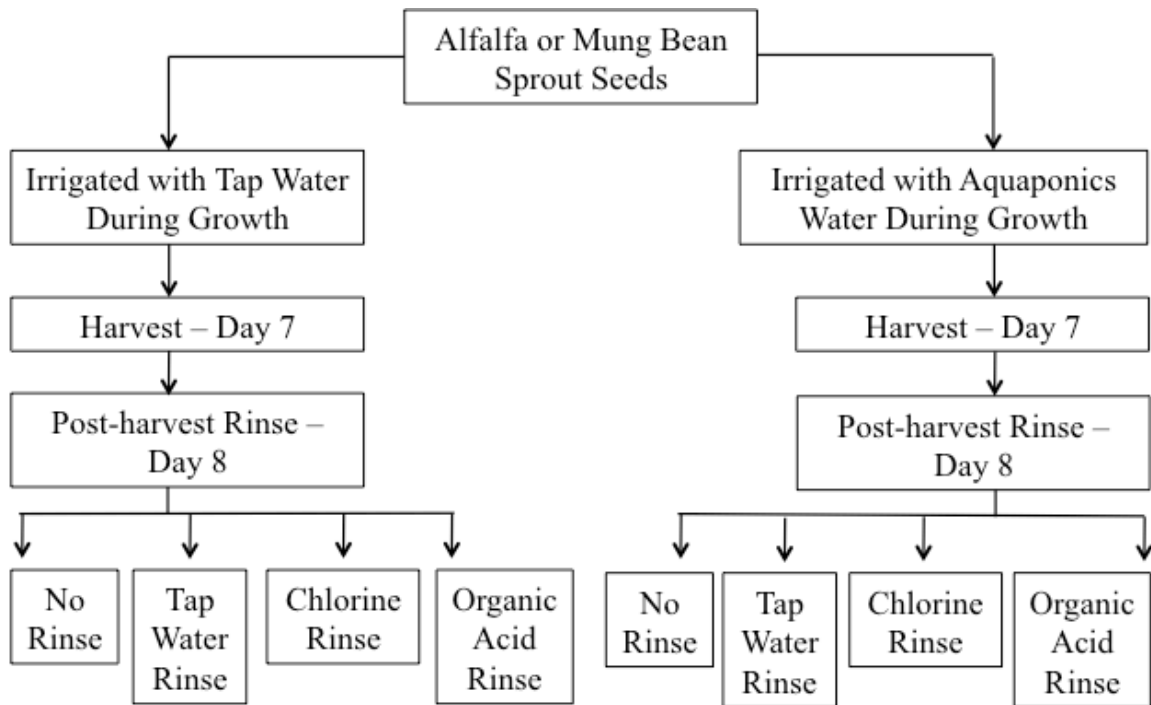 Alfalfa or Mung Bean
Sprout Seeds
Irrigated with Tap Water
During Growth
Irrigated with Aquaponics
Water During Growth
Harvest – Day 7
Harvest – Day 7
Post-harvest Rinse –
Day 8
Post-harvest Rinse –
Day 8
No
Rinse
Tap
Water
Rinse
Chlorine
Rinse
Organic
Acid
Rinse
No
Rinse
Tap
Water
Rinse
Chlorine
Rinse
Organic
Acid
Rinse